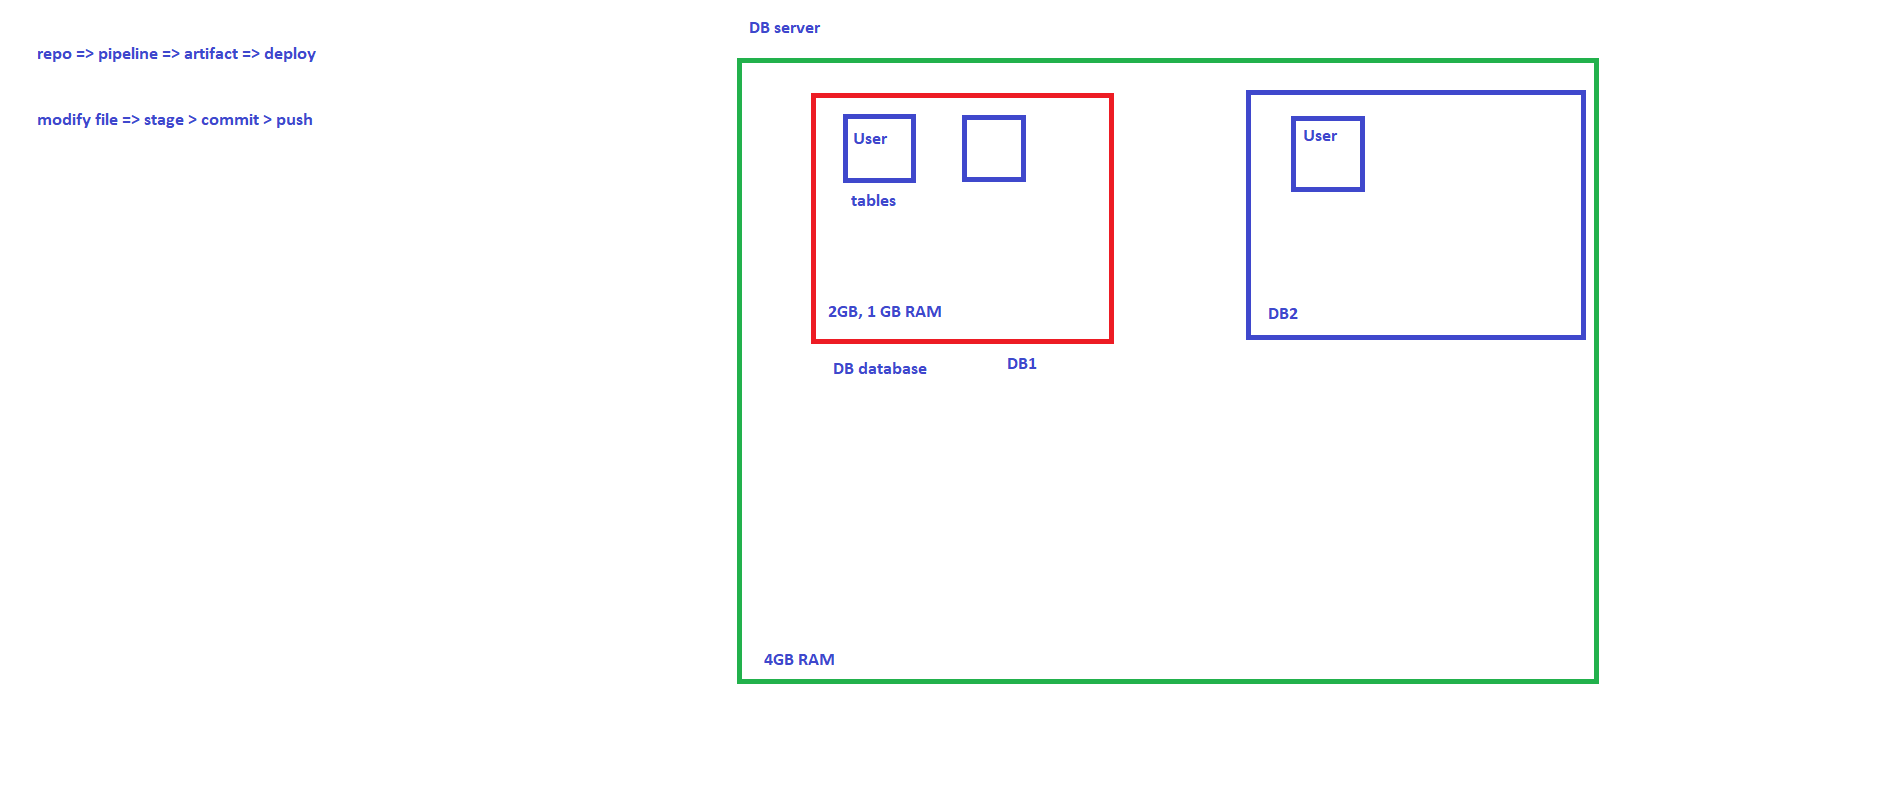 repo => pipeline => artifact => deploy
modify file => stage > commit > push
DB server
User
tables
2GB, 1 GB RAM
DB database
DB1
User
DB2
4GB RAM